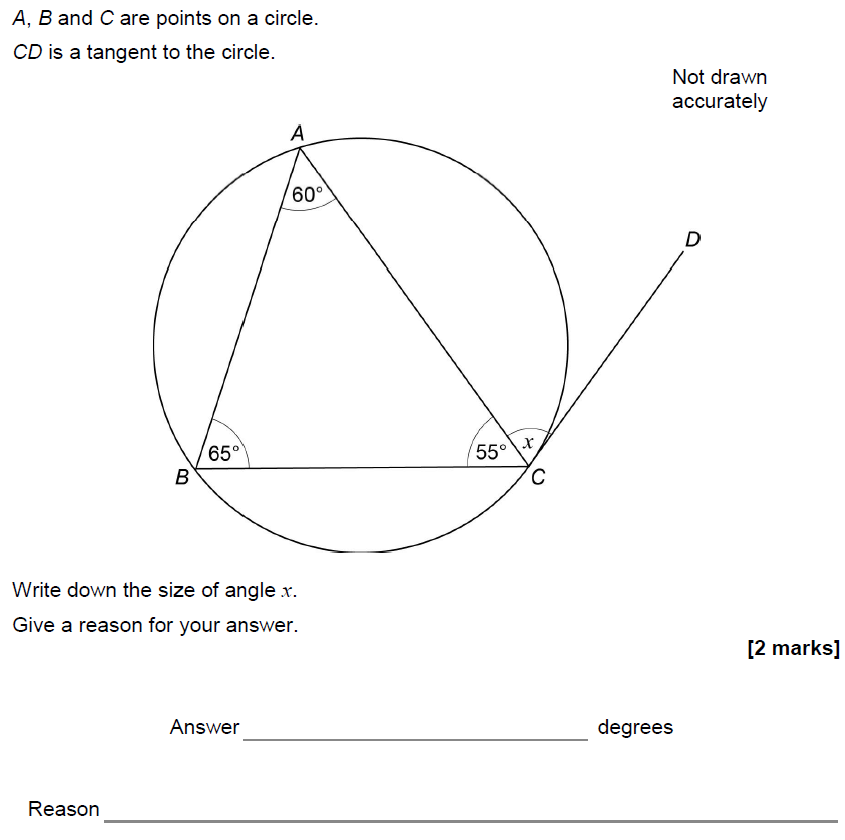 A, B and C are points on a circle.
CD is a tangent to the circle.
Not drawn
accurately
A
60°
D
65°
55°
x
B
C
Write down the size of angle x.
Give a reason for your answer.
[2 marks]
Answer degrees
Reason